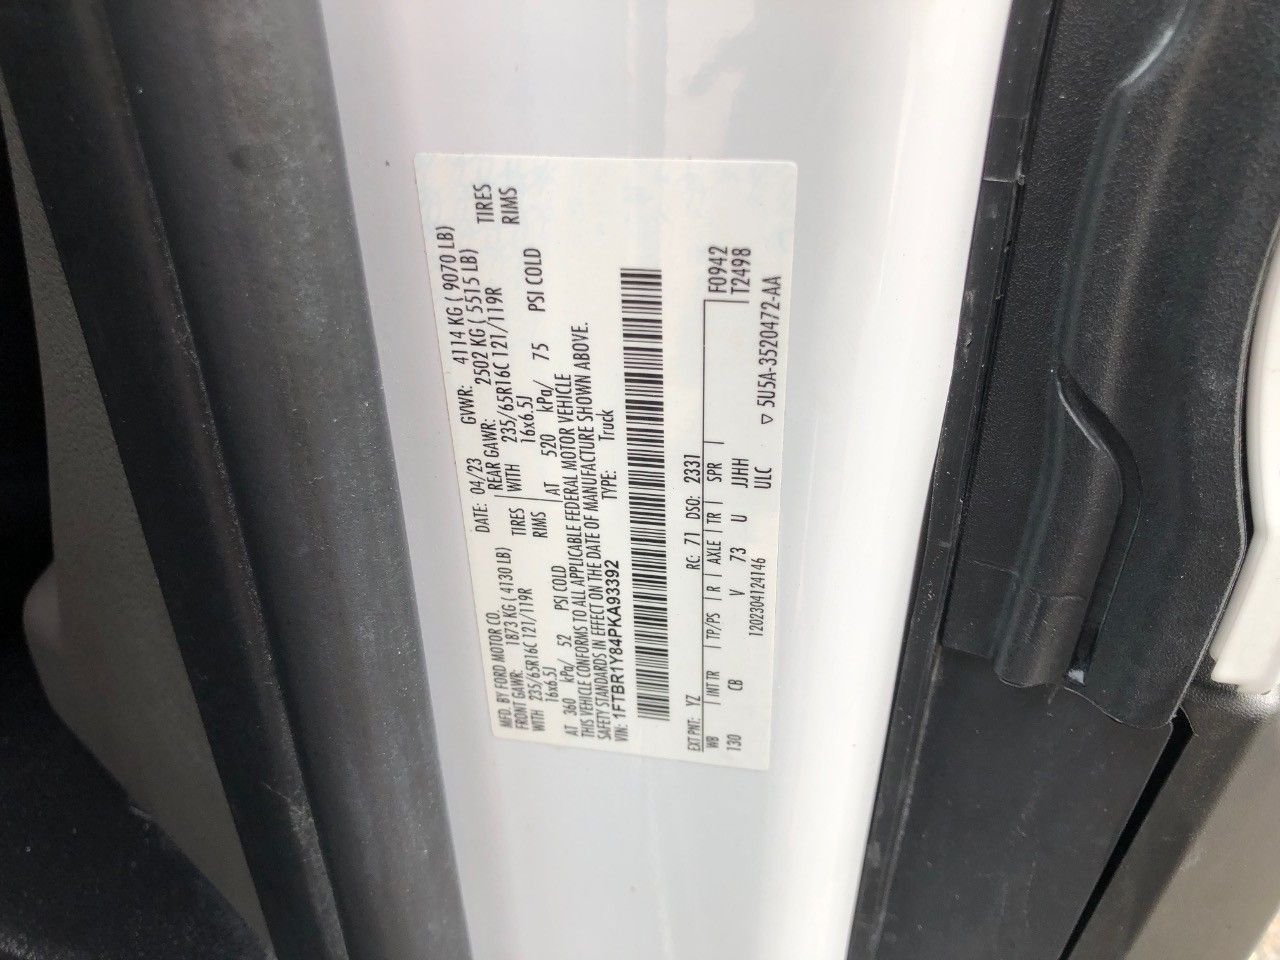 MFD. BY FORD MOTOR CO. DATE: 04/23 GVWR: 4114 KG ( 9070 LB)
FRONT GAWR: 1873 KG ( 4130 LB) REAR GAWR: 2502 KG ( 5515 LB)
WITH 235/65R16C 121/119R TIRES WITH 235/65R16C 121/119R TIRES
16x6.5J RIMS 16x6.5J RIMS
AT 360 kPa/ 52 PSI COLD AT 520 kPa/ 75 PSI COLD
THIS VEHICLE CONFORMS TO ALL APPLICABLE FEDERAL MOTOR VEHICLE
SAFETY STANDARDS IN EFFECT ON THE DATE OF MANUFACTURE SHOWN ABOVE.
VIN: 1FTBR1Y84PKA93392 TYPE: Truck
EXT PNT: YZ RC: 71 DSO: 2331 F0942
WB INT TR TP/PS R AXLE TR SPR T2498
130 CB V 73 U JJHH
1202304124146 ULC ▽ 5U5A-3520472-AA